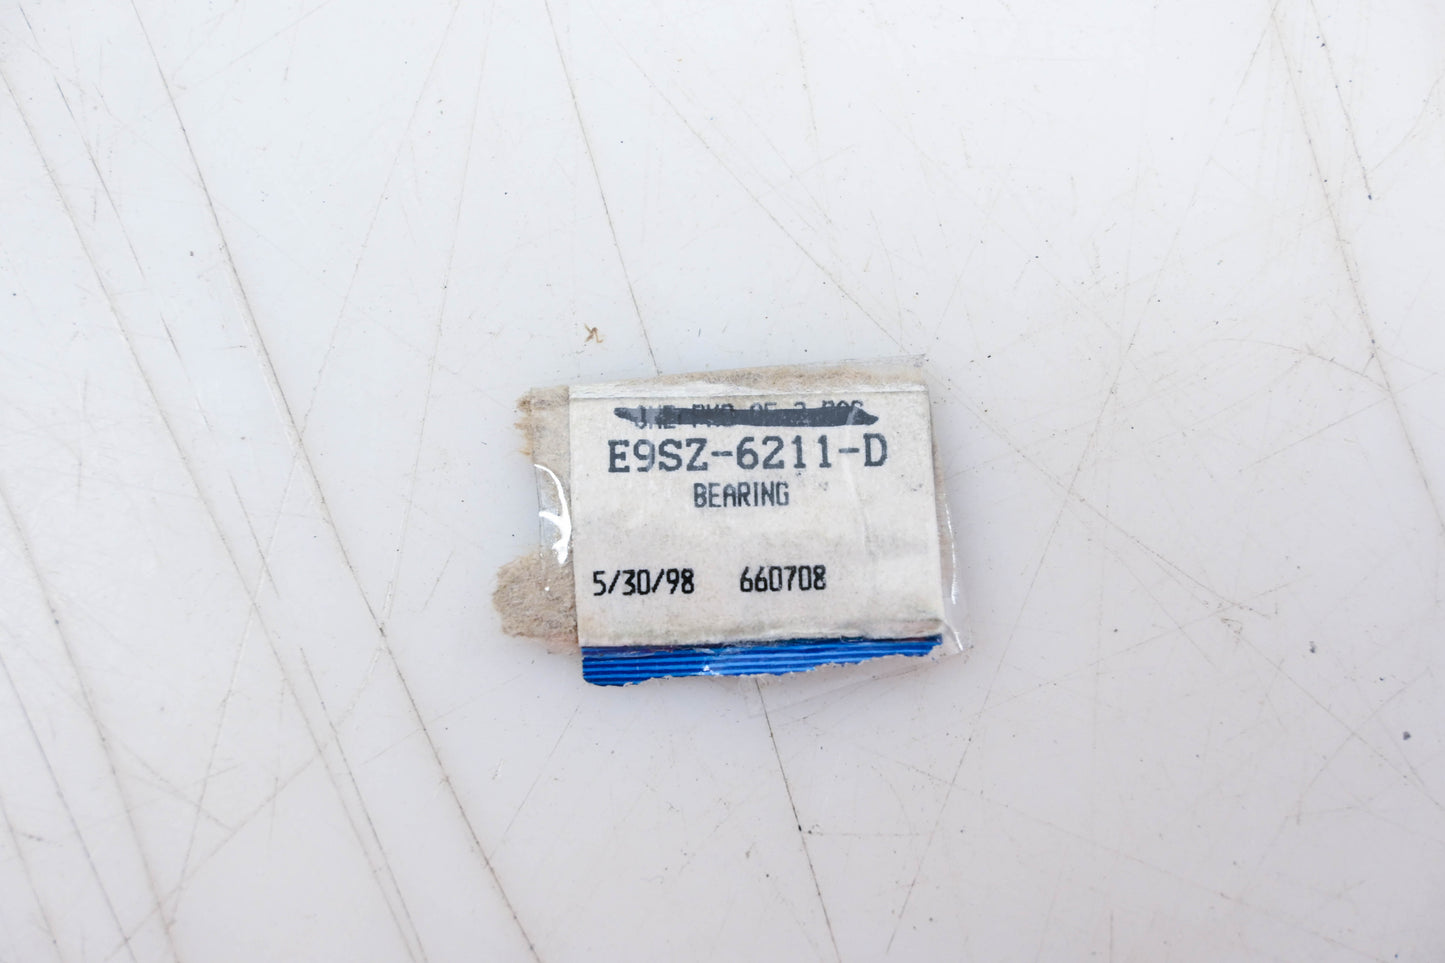 E9SZ-6211-D
BEARING
5/30/98 660708